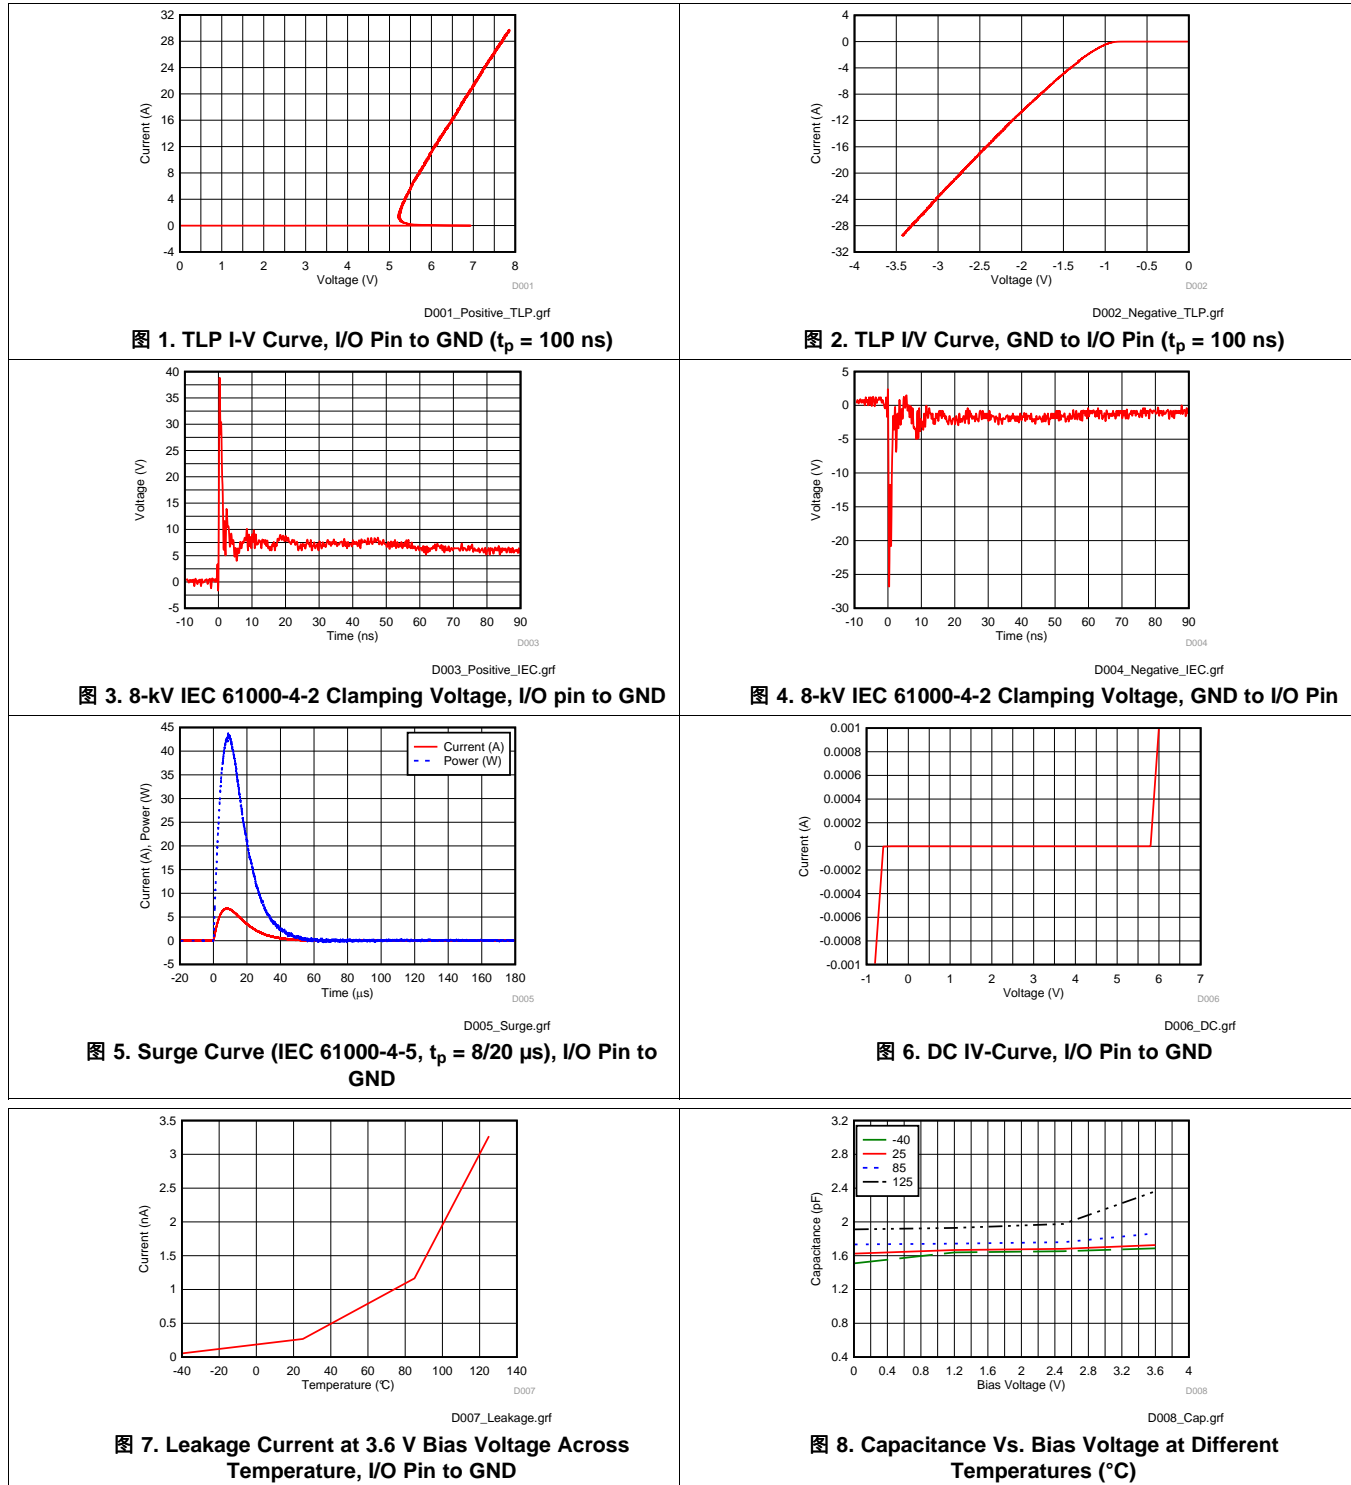 32
28
24
20
16
12
8
4
0
-4
Current (A)
0 1 2 3 4 5 6 7 8
Voltage (V)
D001
D001_Positive_TLP.grf
图 1. TLP I-V Curve, I/O Pin to GND (tp = 100 ns)
4
0
-4
-8
-12
-16
-20
-24
-28
-32
Current (A)
-4 -3.5 -3 -2.5 -2 -1.5 -1 -0.5 0
Voltage (V)
D002
D002_Negative_TLP.grf
图 2. TLP I/V Curve, GND to I/O Pin (tp = 100 ns)
40
35
30
25
20
15
10
5
0
-5
Voltage (V)
-10 0 10 20 30 40 50 60 70 80 90
Time (ns)
D003
D003_Positive_IEC.grf
图 3. 8-kV IEC 61000-4-2 Clamping Voltage, I/O pin to GND
5
0
-5
-10
-15
-20
-25
-30
Voltage (V)
-10 0 10 20 30 40 50 60 70 80 90
Time (ns)
D004
D004_Negative_IEC.grf
图 4. 8-kV IEC 61000-4-2 Clamping Voltage, GND to I/O Pin
45
40
35
30
25
20
15
10
5
0
-5
Current (A), Power (W)
Current (A)
Power (W)
-20 0 20 40 60 80 100 120 140 160 180
Time (μs)
D005
D005_Surge.grf
图 5. Surge Curve (IEC 61000-4-5, tp = 8/20 µs), I/O Pin to
GND
0.001
0.0008
0.0006
0.0004
0.0002
0
-0.0002
-0.0004
-0.0006
-0.0008
-0.001
Current (A)
-1 0 1 2 3 4 5 6 7
Voltage (V)
D006
D006_DC.grf
图 6. DC IV-Curve, I/O Pin to GND
3.5
3
2.5
2
1.5
1
0.5
0
Current (nA)
-40 -20 0 20 40 60 80 100 120 140
Temperature (°C)
D007
D007_Leakage.grf
图 7. Leakage Current at 3.6 V Bias Voltage Across
Temperature, I/O Pin to GND
3.2
2.8
2.4
2
1.6
1.2
0.8
0.4
Capacitance (pF)
-40
25
85
125
0 0.4 0.8 1.2 1.6 2 2.4 2.8 3.2 3.6 4
Bias Voltage (V)
D008
D008_Cap.grf
图 8. Capacitance Vs. Bias Voltage at Different
Temperatures (°C)